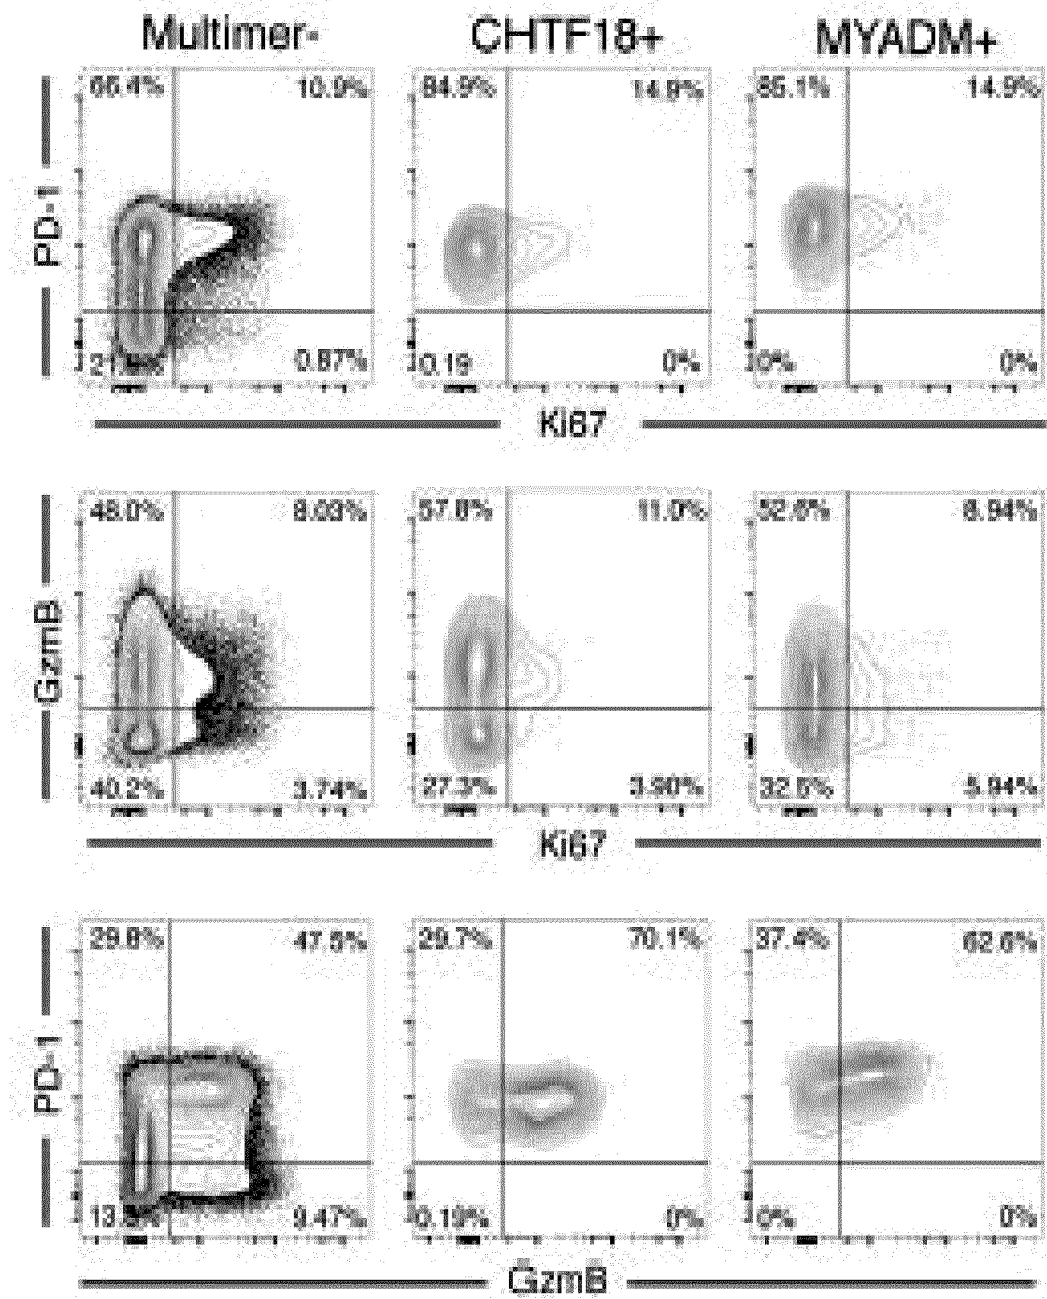 Multimer- CHTF18+ MYADM+
66.4% 10.9% 84.9% 14.9% 85.1% 14.9%
PD-1
0.87% 0.19 0% 0% 0%
Ki67
48.0% 8.03% 57.8% 11.0% 52.6% 8.94%
GzmB
40.2% 3.74% 27.3% 3.90% 32.6% 5.94%
Ki67
29.8% 47.5% 29.7% 70.1% 37.4% 62.6%
PD-1
9.47% 0.19% 0% 0% 0%
GzmB